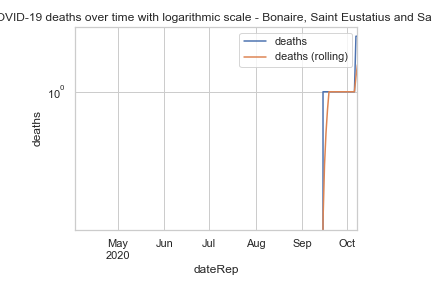 OVID-19 deaths over time with logarithmic scale - Bonaire, Saint Eustatius and Sa
deaths
deaths (rolling)
10⁰
deaths
May
2020
Jun
Jul
Aug
Sep
Oct
dateRep